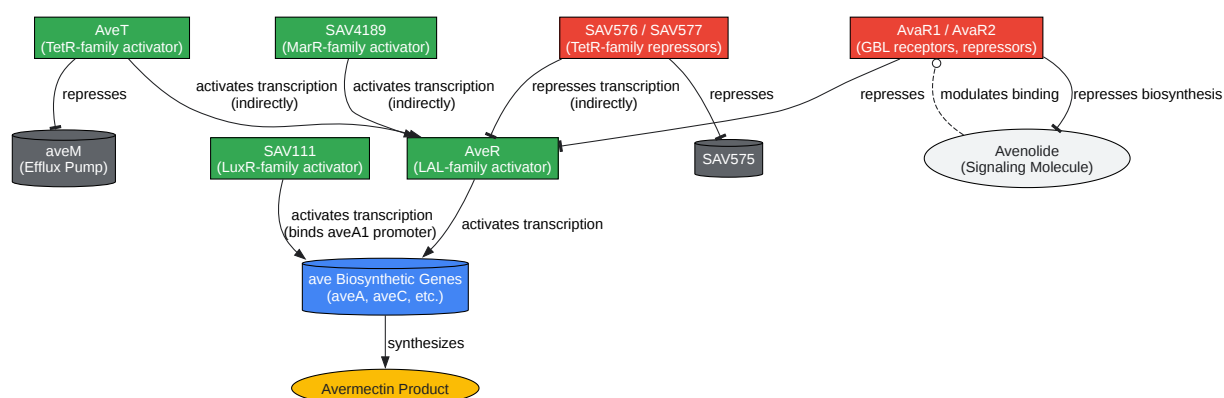 AveT
(TetR-family activator)
SAV4189
(MarR-family activator)
SAV576 / SAV577
(TetR-family repressors)
AvaR1 / AvaR2
(GBL receptors, repressors)
represses
activates transcription
(indirectly)
activates transcription
(indirectly)
represses transcription
(indirectly)
represses
represses
modulates binding
represses biosynthesis
aveM
(Efflux Pump)
SAV111
(LuxR-family activator)
AveR
(LAL-family activator)
SAV575
Avenolide
(Signaling Molecule)
activates transcription
(binds aveA1 promoter)
activates transcription
ave Biosynthetic Genes
(aveA, aveC, etc.)
synthesizes
Avermectin Product